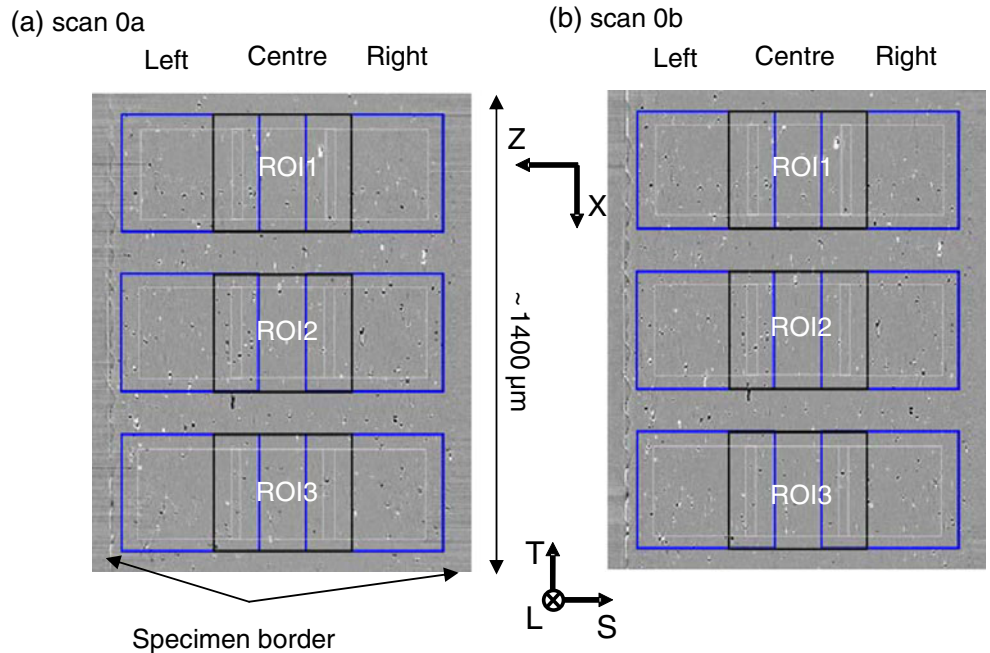 (a) scan 0a
Left Centre Right
ROI1
ROI2
ROI3
Specimen border
Z
X
~1400 µm
T
L
S
(b) scan 0b
Left Centre Right
ROI1
ROI2
ROI3